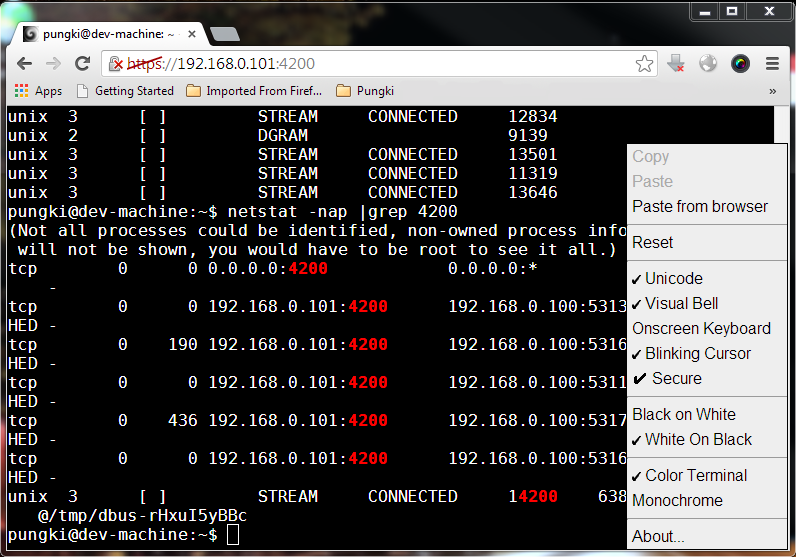 pungki@dev-machine: ~
https://192.168.0.101:4200
Apps Getting Started Imported From Firef... Pungki »
unix 3 [ ] STREAM CONNECTED 12834
unix 2 [ ] DGRAM 9139
unix 3 [ ] STREAM CONNECTED 13501
unix 3 [ ] STREAM CONNECTED 11319
unix 3 [ ] STREAM CONNECTED 13646
pungki@dev-machine:~$ netstat -nap |grep 4200
(Not all processes could be identified, non-owned process info
will not be shown, you would have to be root to see it all.)
tcp 0 0 0.0.0.0:4200 0.0.0.0:*
-
tcp 0 0 192.168.0.101:4200 192.168.0.100:5313
HED -
tcp 0 190 192.168.0.101:4200 192.168.0.100:5316
HED -
tcp 0 0 192.168.0.101:4200 192.168.0.100:5311
HED -
tcp 0 436 192.168.0.101:4200 192.168.0.100:5317
HED -
tcp 0 0 192.168.0.101:4200 192.168.0.100:5316
HED -
unix 3 [ ] STREAM CONNECTED 14200 638
@/tmp/dbus-rHxuI5yBBc
pungki@dev-machine:~$
Copy
Paste
Paste from browser
Reset
✓ Unicode
✓ Visual Bell
Onscreen Keyboard
✓ Blinking Cursor
✔ Secure
Black on White
✓ White On Black
✓ Color Terminal
Monochrome
About...